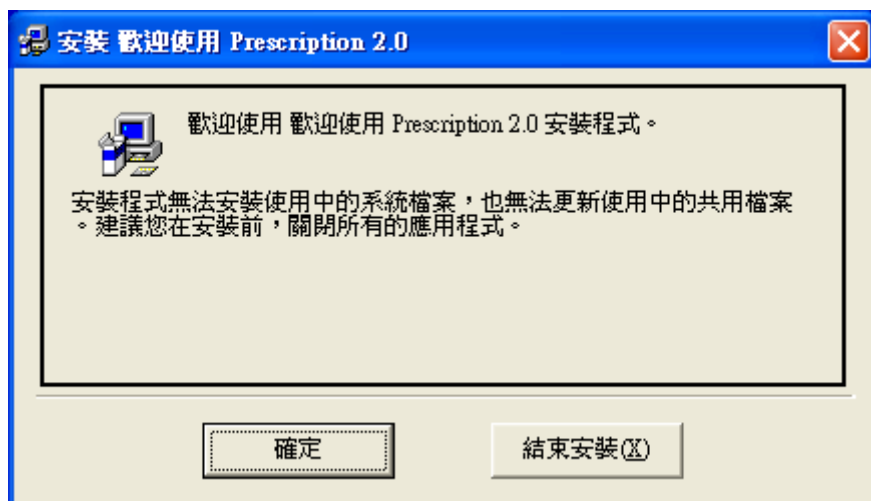 安裝 歡迎使用 Prescription 2.0
歡迎使用 歡迎使用 Prescription 2.0 安裝程式。
安裝程式無法安裝使用中的系統檔案，也無法更新使用中的共用檔案
。建議您在安裝前，關閉所有的應用程式。
確定
結束安裝(X)